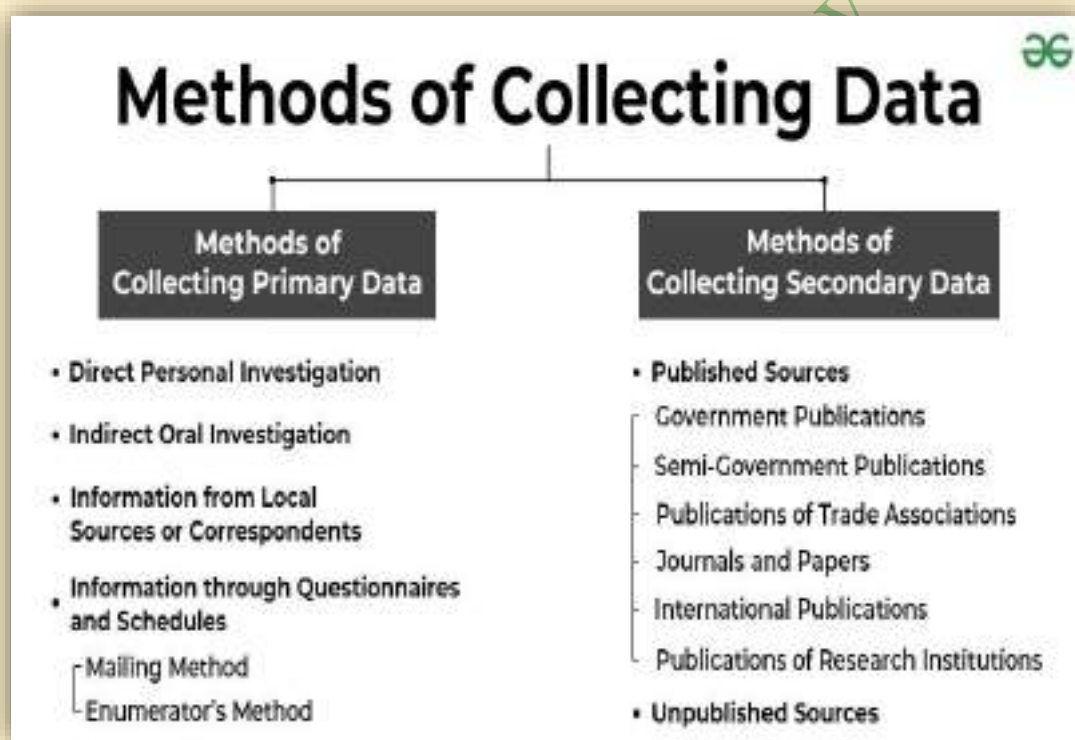 Methods of Collecting Data
Methods of
Collecting Primary Data
• Direct Personal Investigation
• Indirect Oral Investigation
• Information from Local
Sources or Correspondents
• Information through Questionnaires
and Schedules
Mailing Method
Enumerator's Method
Methods of
Collecting Secondary Data
• Published Sources
Government Publications
Semi-Government Publications
Publications of Trade Associations
Journals and Papers
International Publications
Publications of Research Institutions
• Unpublished Sources